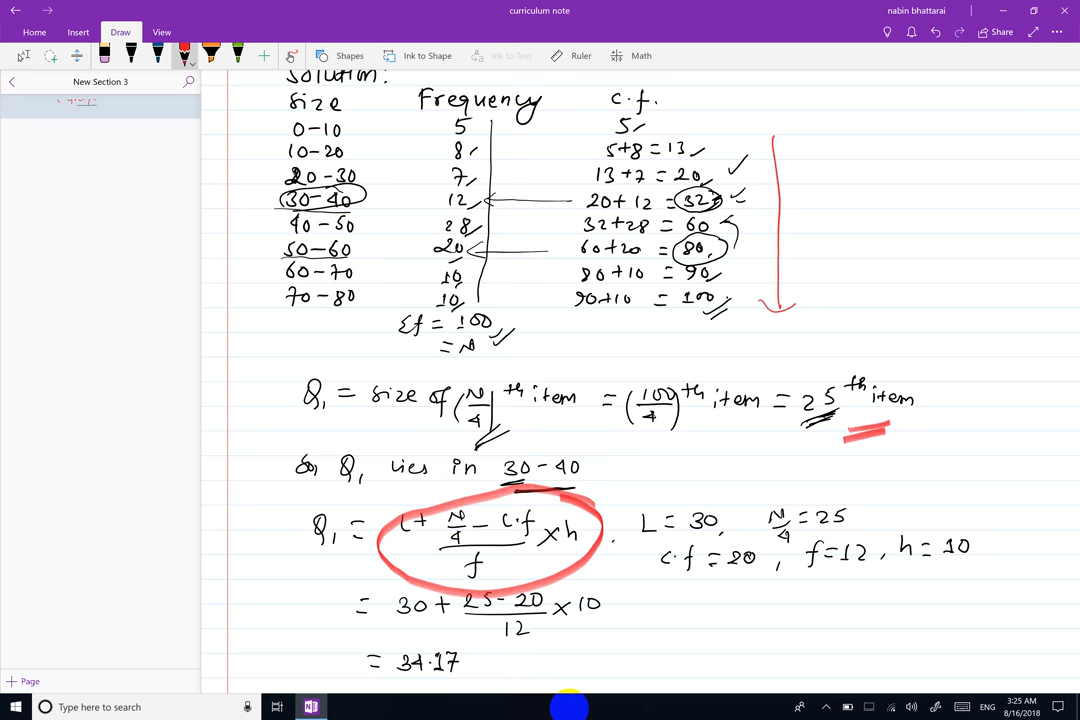 curriculum note
nabin bhattarai
Home Insert Draw View
Share
Shapes Ink to Shape Ink to Text Ruler Math
New Section 3
Solution:
Size Frequency c.f.
0-10 5 5
10-20 8 5+8 = 13
20-30 7 13+7 = 20
30-40 12 20+12 = 32
40-50 28 32+28 = 60
50-60 20 60+20 = 80
60-70 10 80+10 = 90
70-80 10 90+10 = 100
Σf = 100
= N
Q₁ = size of (N/4)th item = (100/4)th item = 25th item
So Q₁ lies in 30-40
Q₁ = L + (N/4 - c.f)/f × h . L = 30, N/4 = 25
c.f = 20, f=12, h = 10
= 30 + (25-20)/12 × 10
= 34.17
+ Page
Type here to search
ENG
3:25 AM
8/16/2018